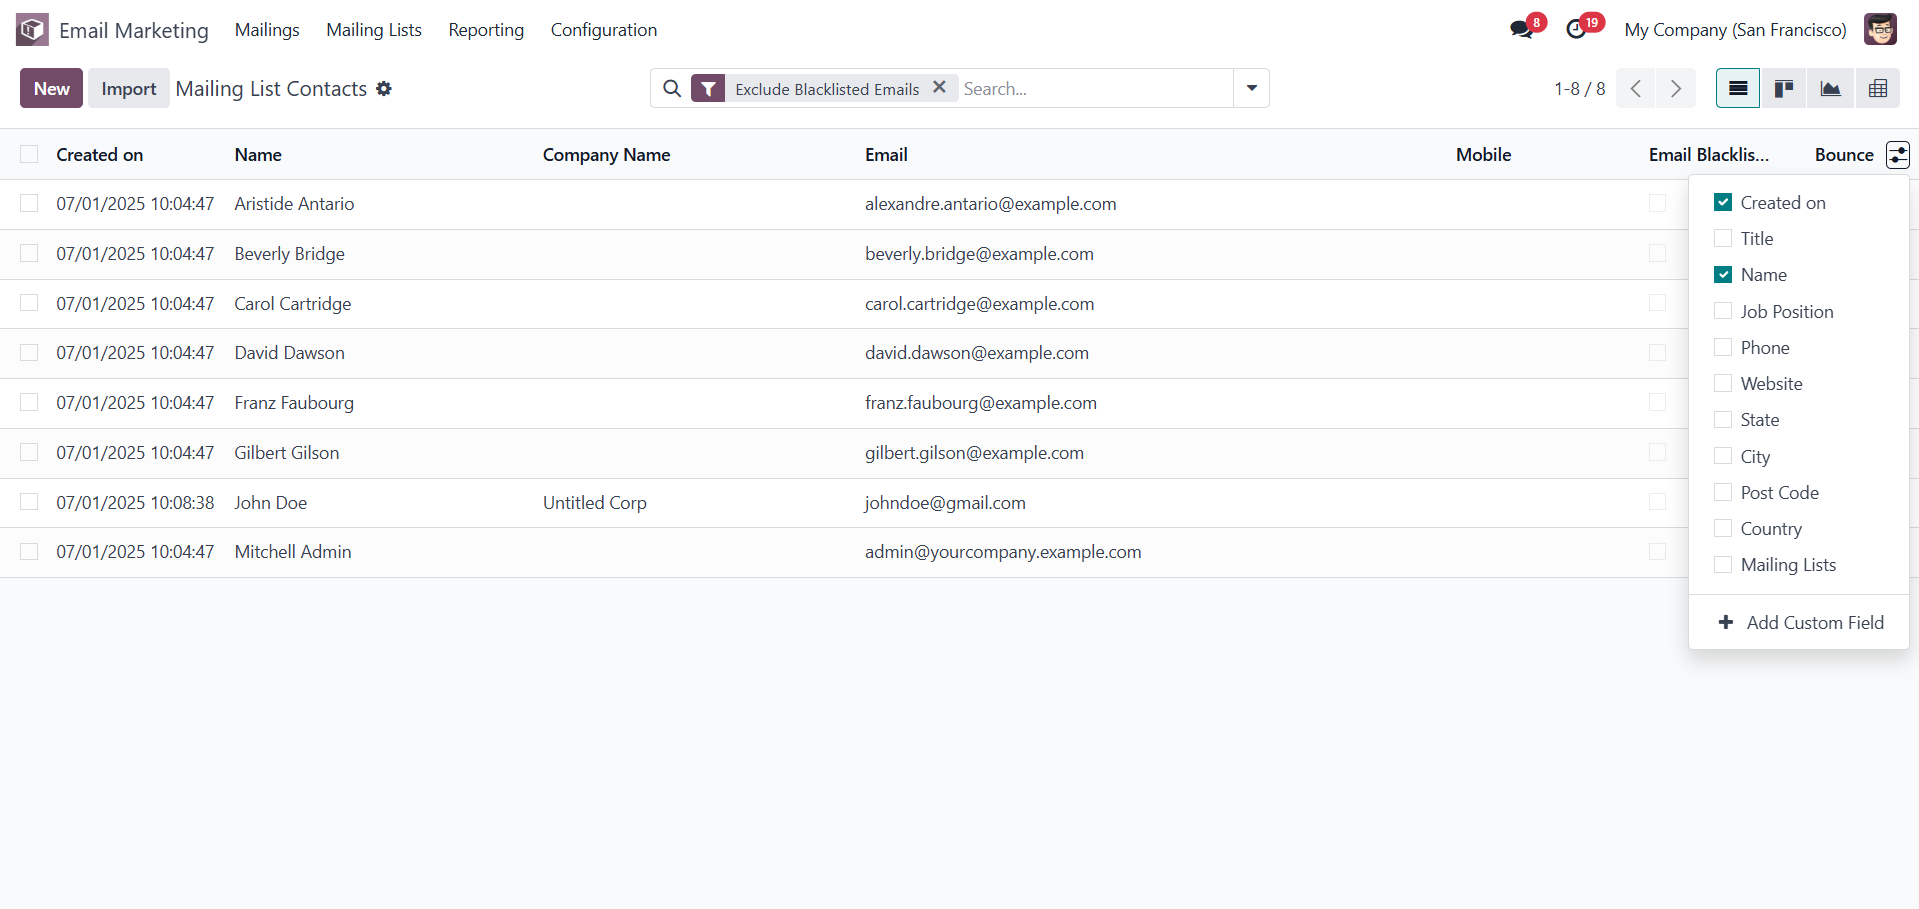 Email Marketing Mailings Mailing Lists Reporting Configuration 8 19 My Company (San Francisco)
New Import Mailing List Contacts Exclude Blacklisted Emails Search... 1-8 / 8
Created on Name Company Name Email Mobile Email Blacklis... Bounce
07/01/2025 10:04:47 Aristide Antario alexandre.antario@example.com
07/01/2025 10:04:47 Beverly Bridge beverly.bridge@example.com
07/01/2025 10:04:47 Carol Cartridge carol.cartridge@example.com
07/01/2025 10:04:47 David Dawson david.dawson@example.com
07/01/2025 10:04:47 Franz Faubourg franz.faubourg@example.com
07/01/2025 10:04:47 Gilbert Gilson gilbert.gilson@example.com
07/01/2025 10:08:38 John Doe Untitled Corp johndoe@gmail.com
07/01/2025 10:04:47 Mitchell Admin admin@yourcompany.example.com
Created on
Title
Name
Job Position
Phone
Website
State
City
Post Code
Country
Mailing Lists
Add Custom Field